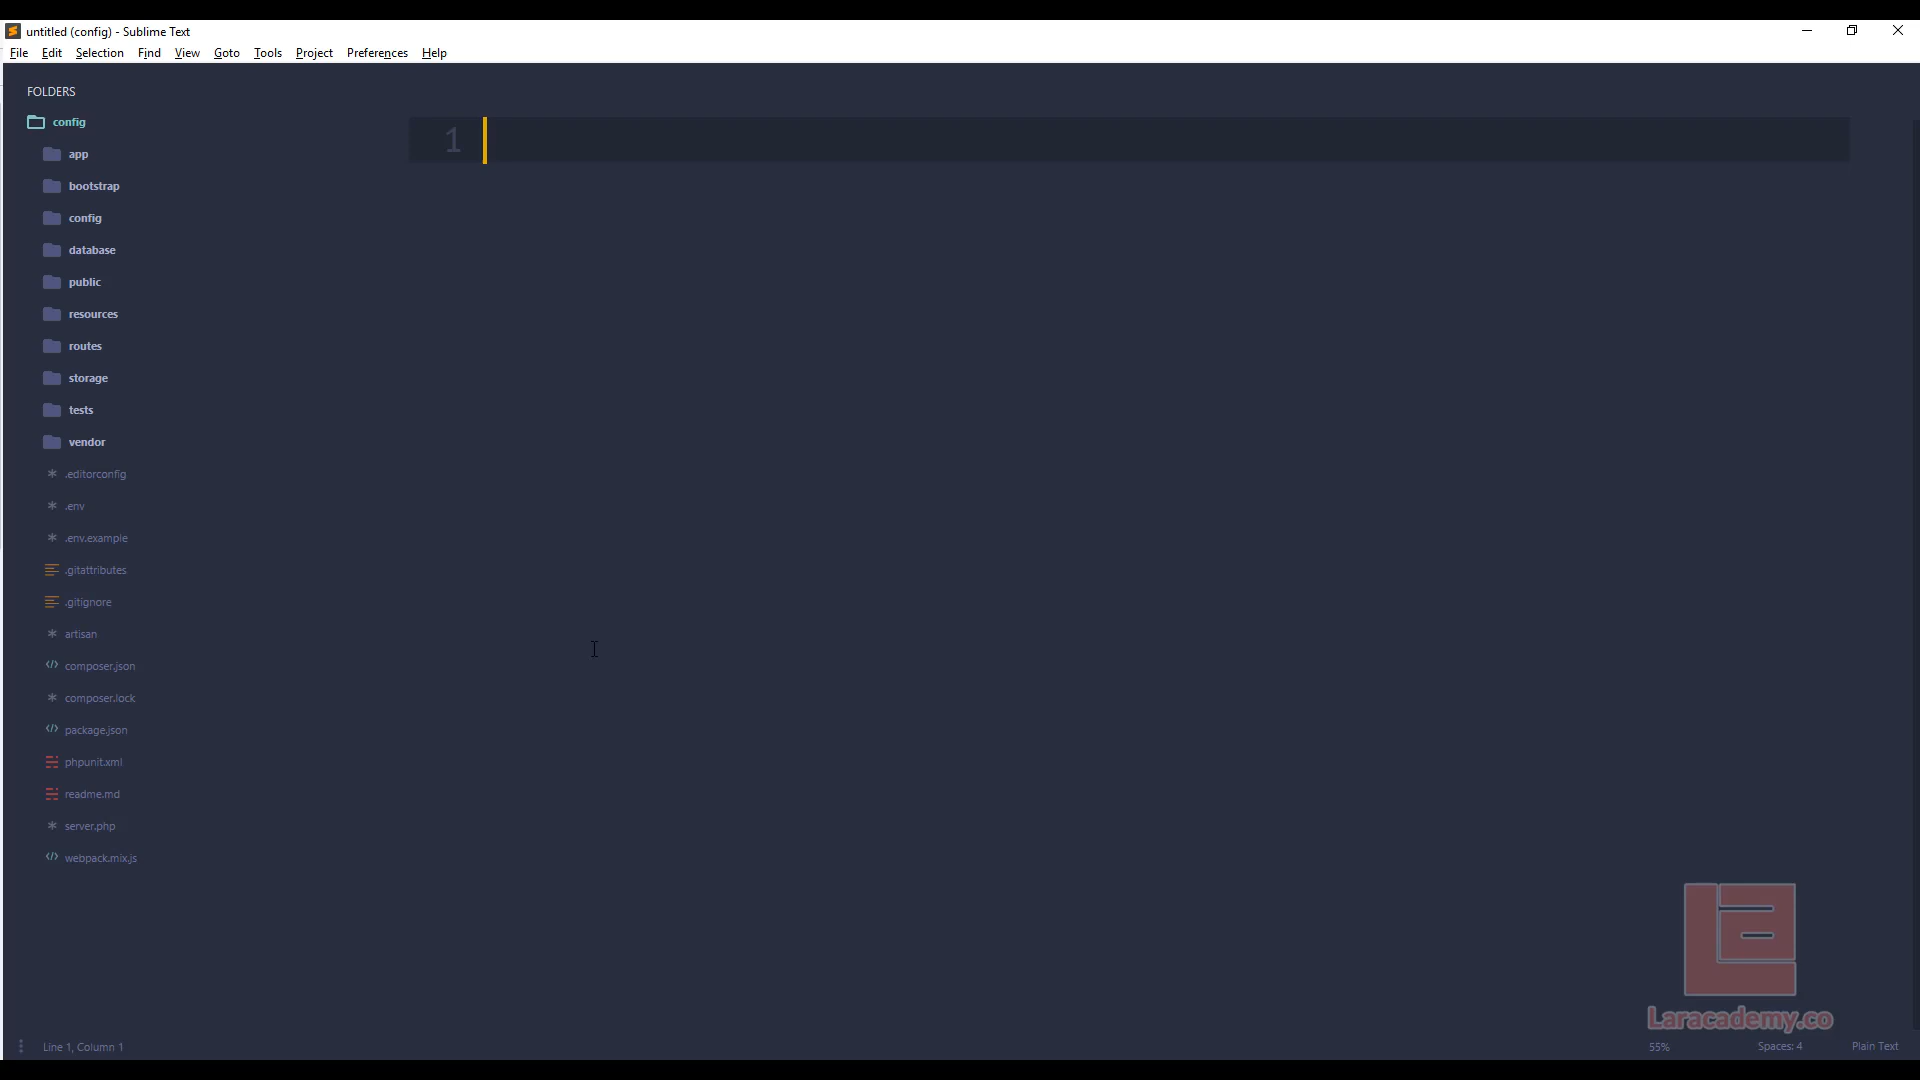 untitled (config) - Sublime Text
File Edit Selection Find View Goto Tools Project Preferences Help
FOLDERS
config
app
bootstrap
config
database
public
resources
routes
storage
tests
vendor
.editorconfig
.env
.env.example
.gitattributes
.gitignore
artisan
composer.json
composer.lock
package.json
phpunit.xml
readme.md
server.php
webpack.mix.js
1
Laracademy.co
Line 1, Column 1
55% Spaces: 4 Plain Text